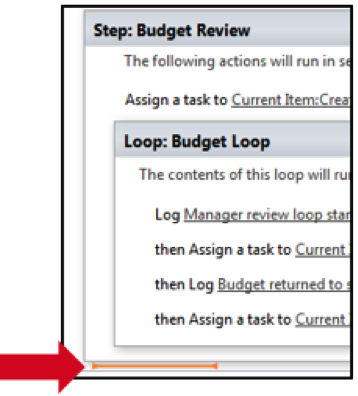 Step: Budget Review
The following actions will run in se
Assign a task to Current Item:Crea
Loop: Budget Loop
The contents of this loop will ru
Log Manager review loop star
then Assign a task to Current
then Log Budget returned to s
then Assign a task to Current